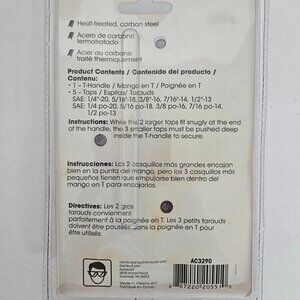 Heat-treated, carbon steel
Acero de carbono
termotratado
Acier au carbone
traité thermiquement
Product Contents / Contenido del producto /
Contenu:
• 1 – T-Handle / Mango en T / Poignée en T
• 5 – Taps / Espitas/ Tarauds
SAE: 1/4"-20, 5/16"-18, 3/8"-16, 7/16"-14, 1/2"-13
SAE: 1/4 po-20, 5/16 po-18, 3/8 po-16, 7/16 po-14,
1/2 po-13
Instructions: While the 2 larger taps fit snugly at the end
of the handle, the 3 smaller taps must be pushed deep
inside the T-handle to secure.
Instrucciones: Los 2 casquillos más grandes encajan
bien en la punta del mango, pero los 3 casquillos más
pequeños tienen que empujarse bien dentro del
mango en T para encajarlos.
Directives: Les 2 gros
tarauds conviennent
parfaitement à la poignée en T. Les 3 petits tarauds
doivent être poussés dans la poignée en T pour
être utilisés.
AC3290